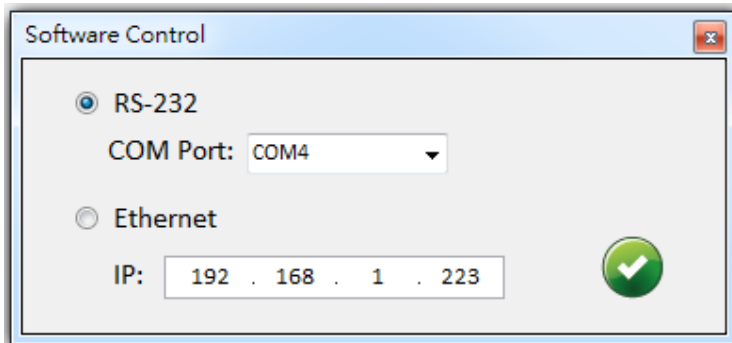 Software Control
RS-232
COM Port: COM4
Ethernet
IP: 192 . 168 . 1 . 223